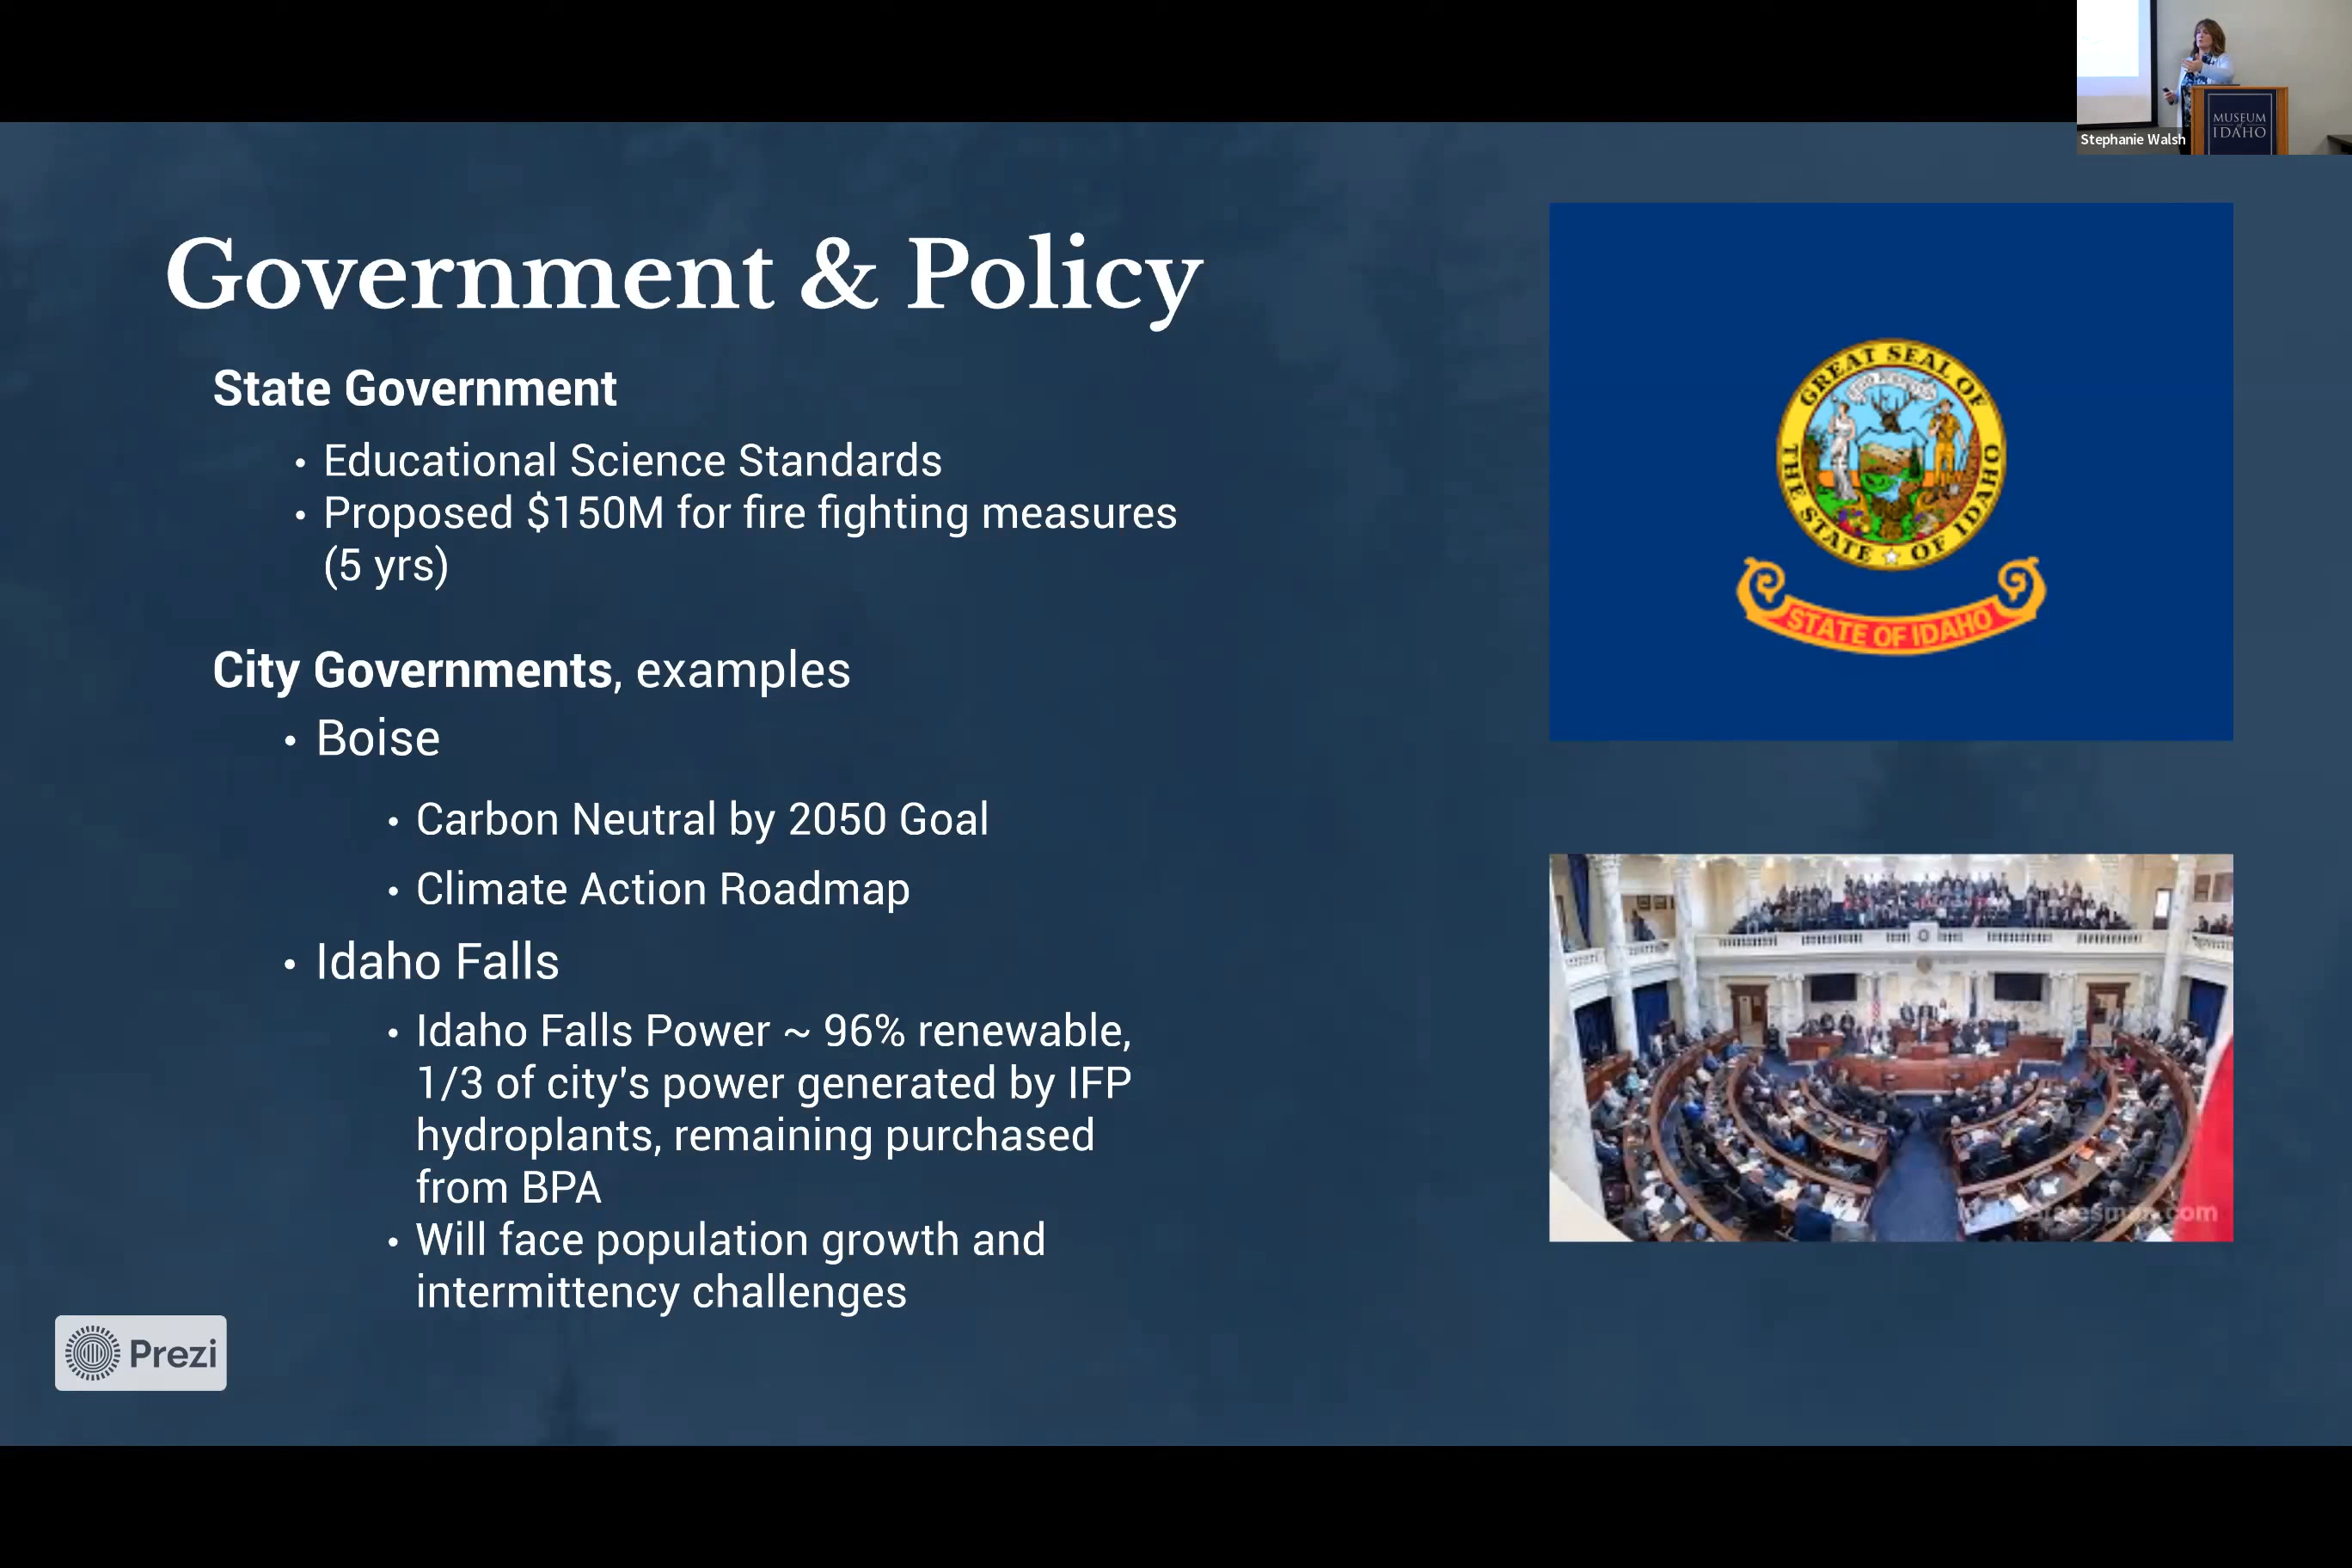 MUSEUM
of
IDAHO
Stephanie Walsh
Government & Policy
State Government
• Educational Science Standards
• Proposed $150M for fire fighting measures
(5 yrs)
City Governments, examples
• Boise
• Carbon Neutral by 2050 Goal
• Climate Action Roadmap
• Idaho Falls
• Idaho Falls Power ~ 96% renewable,
1/3 of city's power generated by IFP
hydroplants, remaining purchased
from BPA
• Will face population growth and
intermittency challenges
GREAT SEAL OF
THE STATE OF IDAHO
STATE OF IDAHO
Prezi